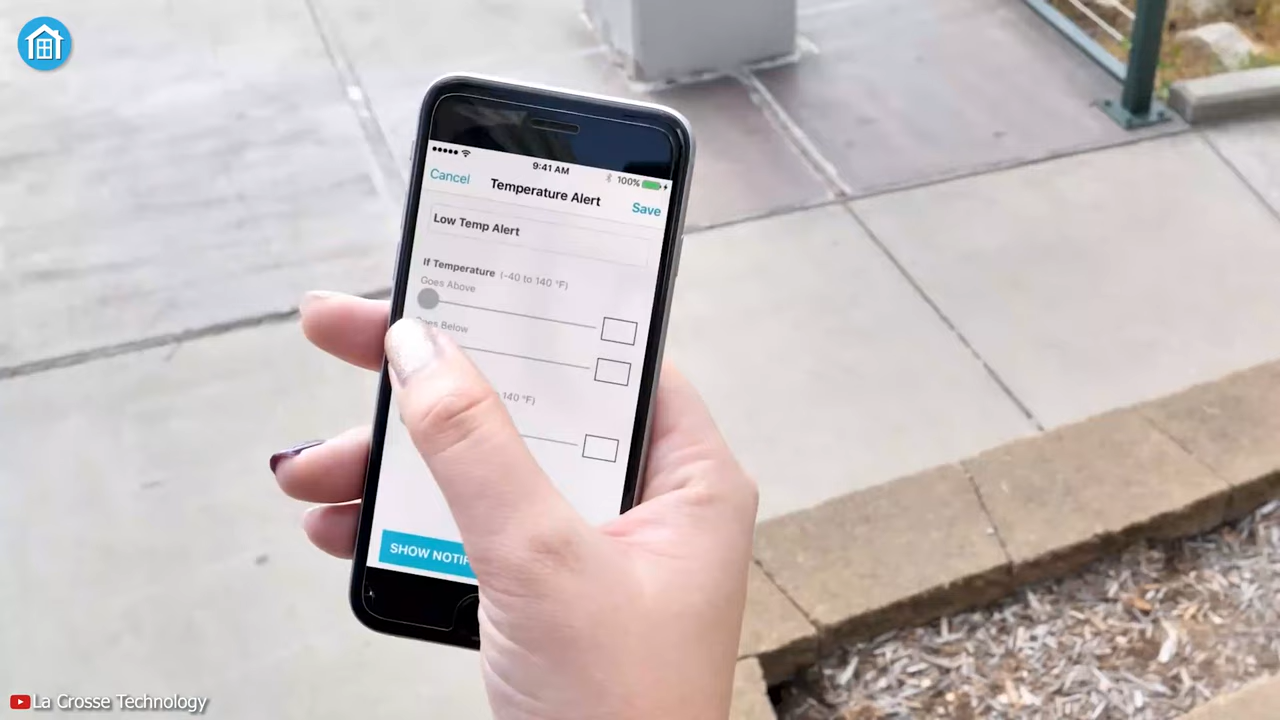 9:41 AM
100%
Cancel
Temperature Alert
Save
Low Temp Alert
If Temperature (-40 to 140 °F)
Goes Above
Goes Below
140 °F)
SHOW
La Crosse Technology